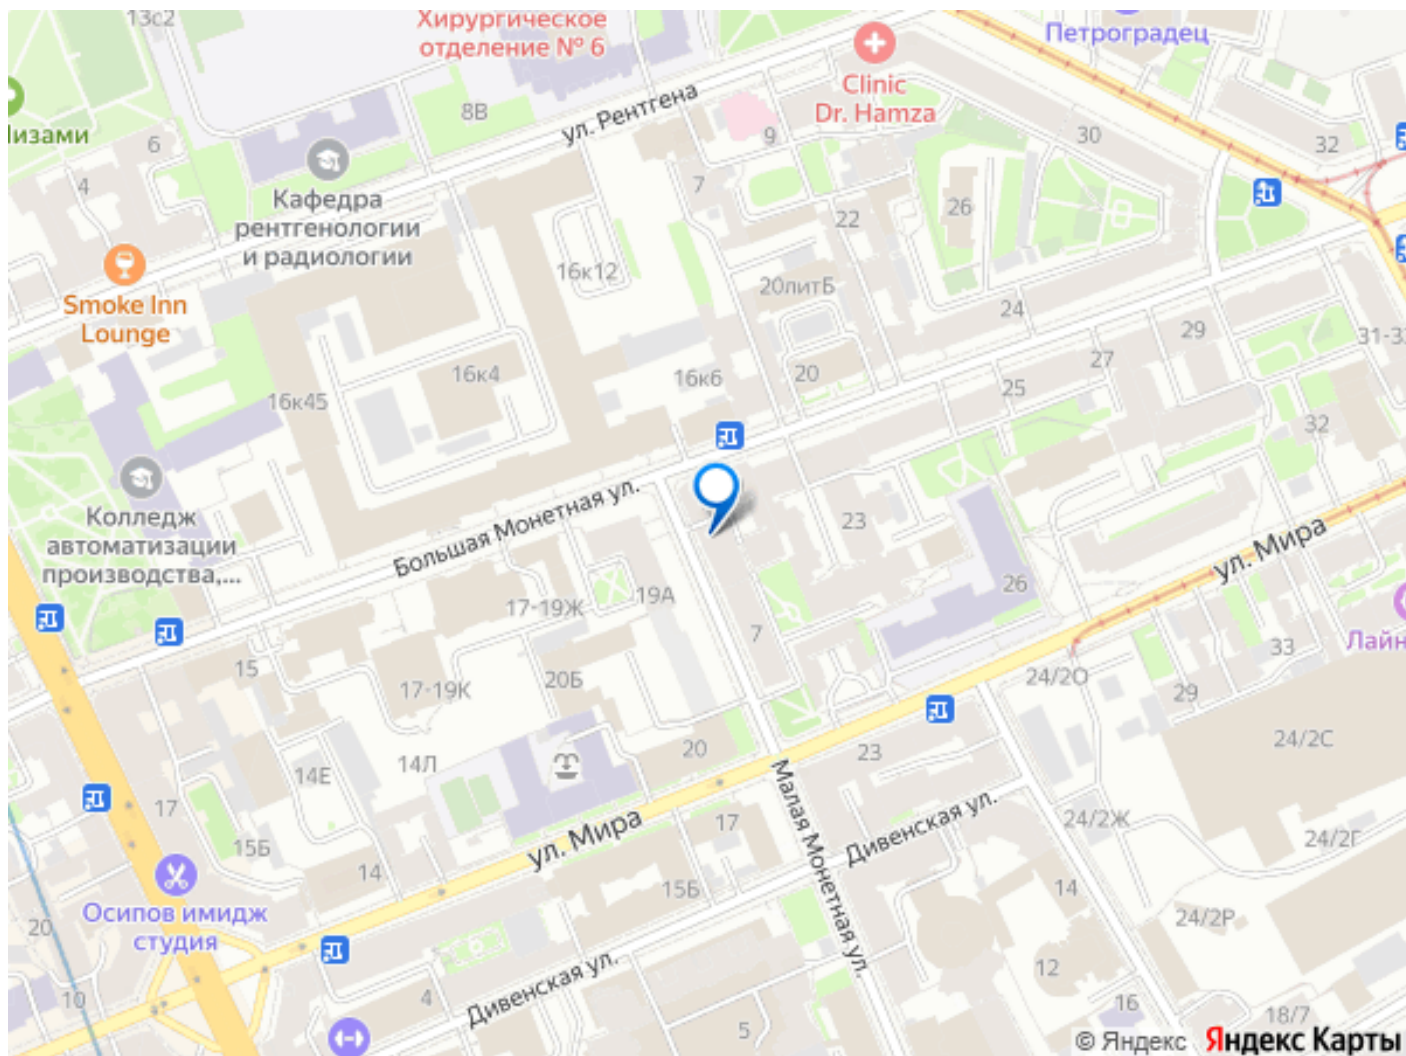 13с2
Хирургическое
отделение № 6
Петроградец
Clinic
Dr. Hamza
8В
ул. Рентгена
9
30
32
6
4
Кафедра
рентгенологии
и радиологии
7
22
26
Smoke Inn
Lounge
16к12
20литБ
24
29
16к4
16к6
20
27
25
16к45
32
Колледж
автоматизации
производства,...
Большая Монетная ул.
23
ул. Мира
26
17-19Ж
19А
7
33
15
17-19К
20Б
24/2О
29
14Л
14Е
20
23
24/2С
17
15Б
14
ул. Мира
17
Малая Монетная ул.
Дивенская ул.
24/2Ж
24/2Г
15Б
14
24/2Р
Осипов имидж
студия
20
10
4
Дивенская ул.
5
12
16
18/7
© Яндекс Яндекс Карты